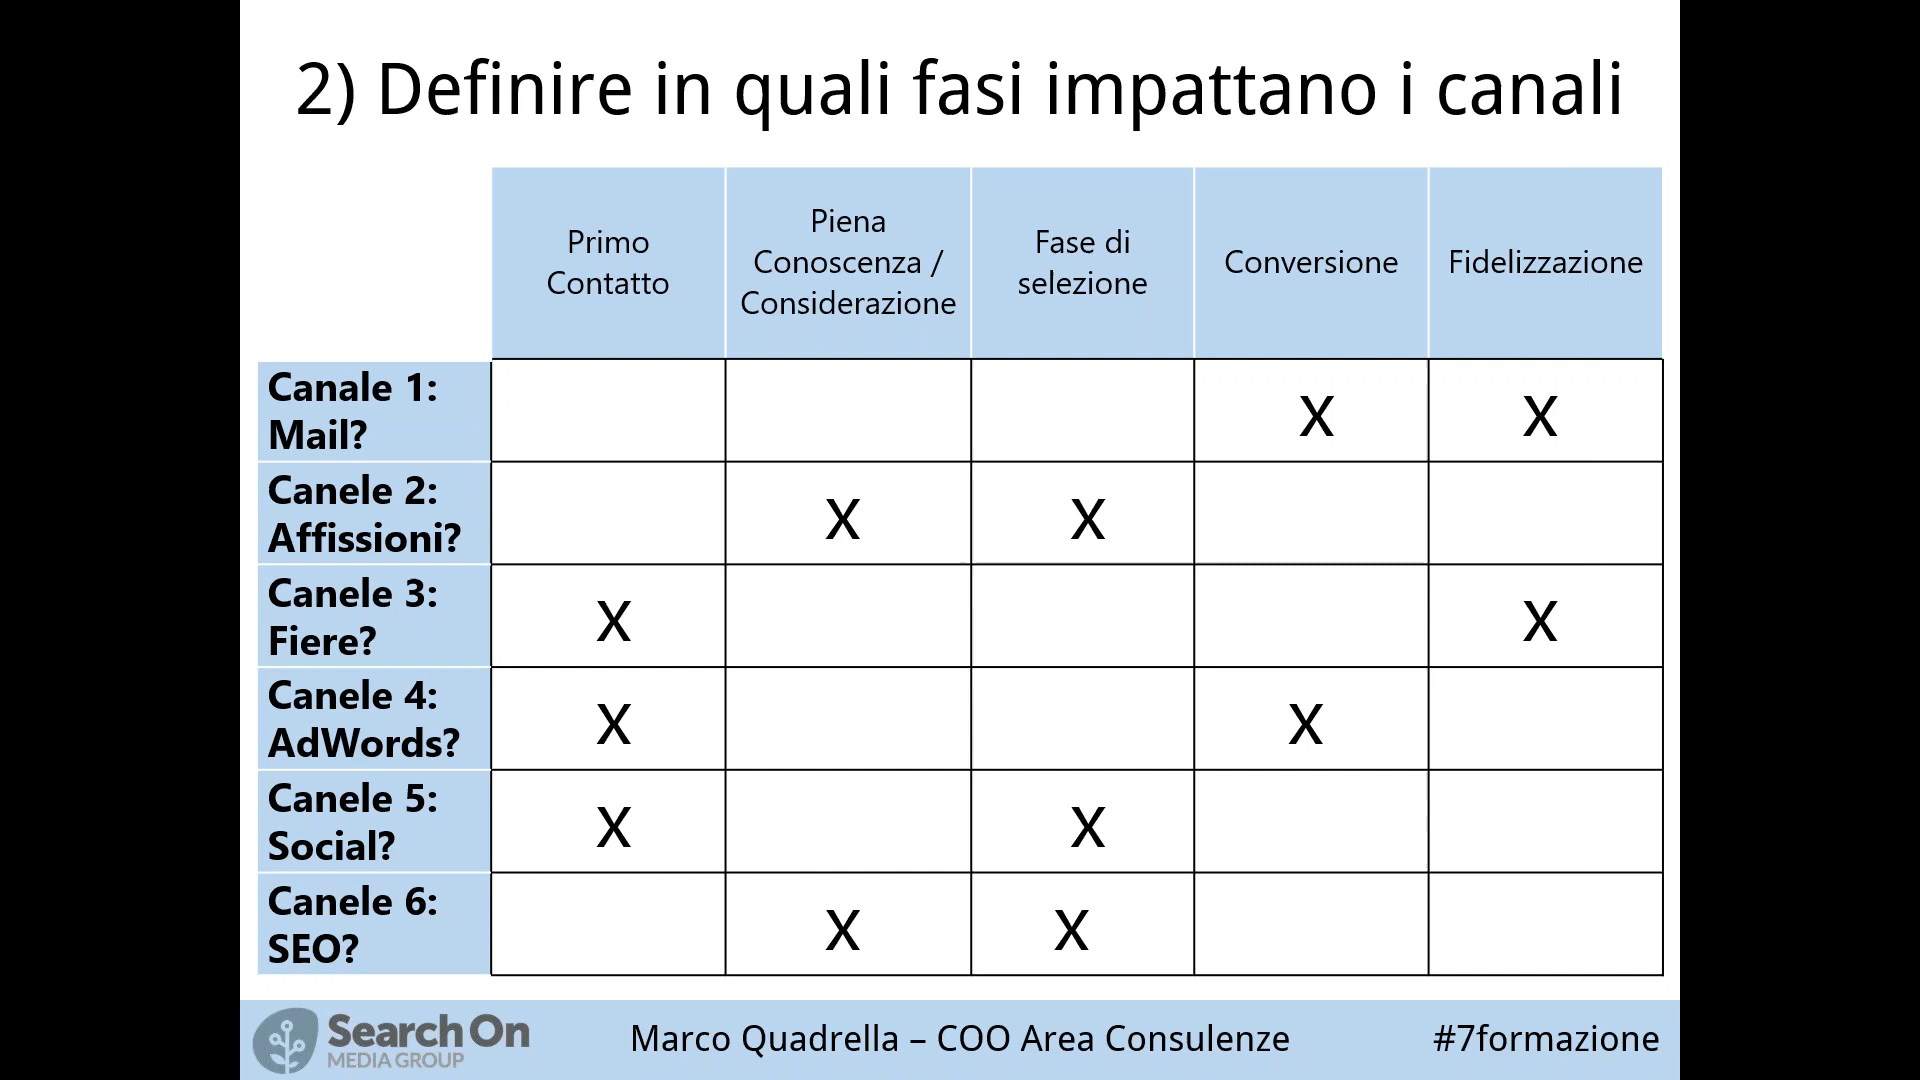 2) Definire in quali fasi impattano i canali
Primo
Contatto
Piena
Conoscenza /
Considerazione
Fase di
selezione
Conversione
Fidelizzazione
Canale 1:
Mail?
X
X
Canele 2:
Affissioni?
X
X
Canele 3:
Fiere?
X
X
Canele 4:
AdWords?
X
X
Canele 5:
Social?
X
X
Canele 6:
SEO?
X
X
Search On
MEDIA GROUP
Marco Quadrella – COO Area Consulenze
#7formazione